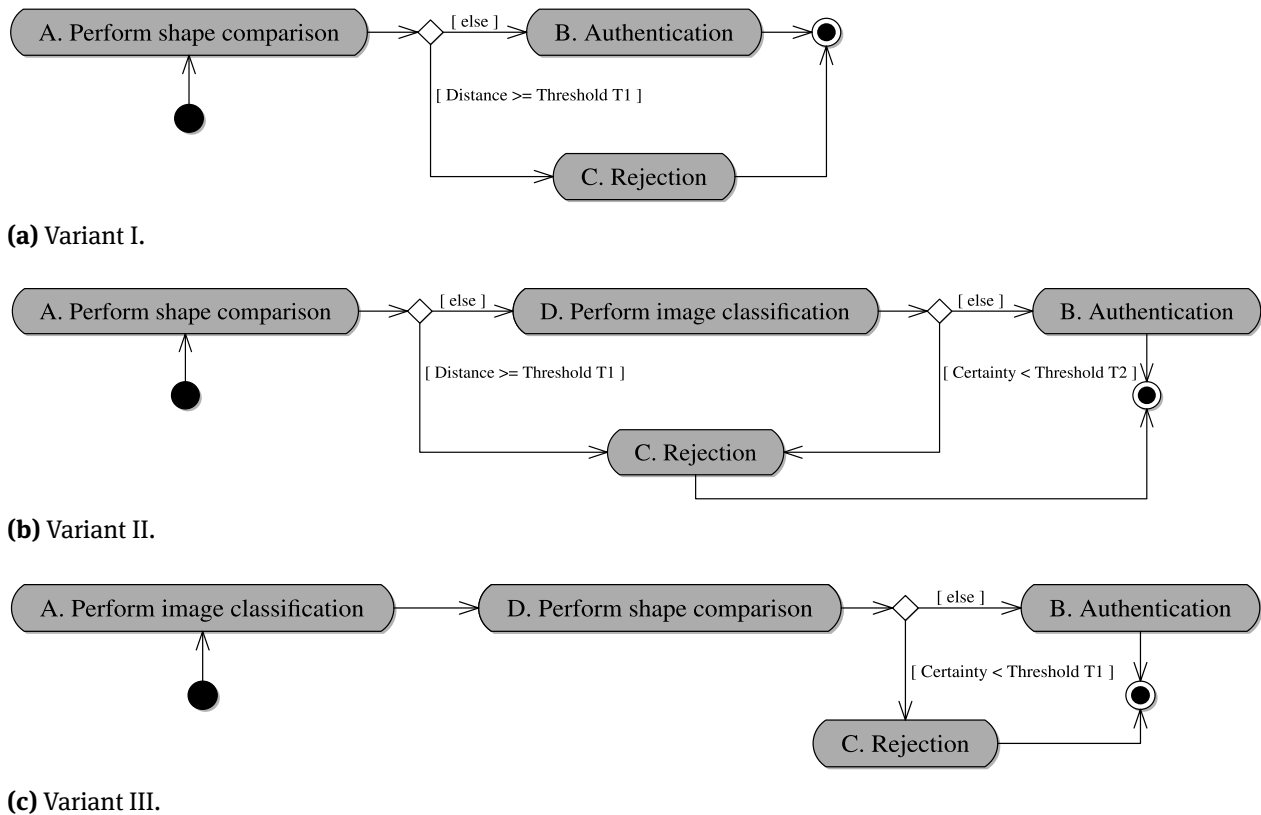 A. Perform shape comparison
[ else ]
B. Authentication
[ Distance >= Threshold T1 ]
C. Rejection
(a) Variant I.
A. Perform shape comparison
[ else ]
D. Perform image classification
[ else ]
B. Authentication
[ Distance >= Threshold T1 ]
[ Certainty < Threshold T2 ]
C. Rejection
(b) Variant II.
A. Perform image classification
D. Perform shape comparison
[ else ]
B. Authentication
[ Certainty < Threshold T1 ]
C. Rejection
(c) Variant III.